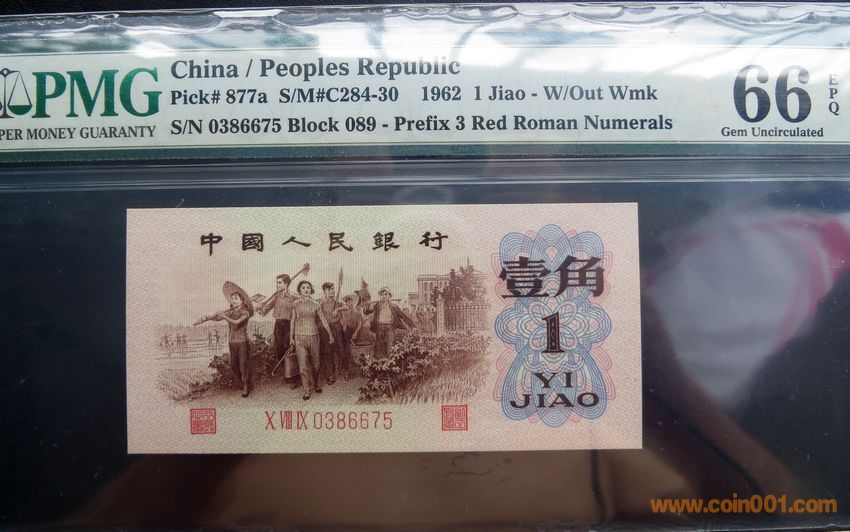 PMG
PER MONEY GUARANTY
China / Peoples Republic
Pick# 877a S/M#C284-30 1962 1 Jiao - W/Out Wmk
S/N 0386675 Block 089 - Prefix 3 Red Roman Numerals
66
EPQ
Gem Uncirculated
中國人民銀行
壹角
1
YI
JIAO
X VIII IX 0386675
www.coin001.com